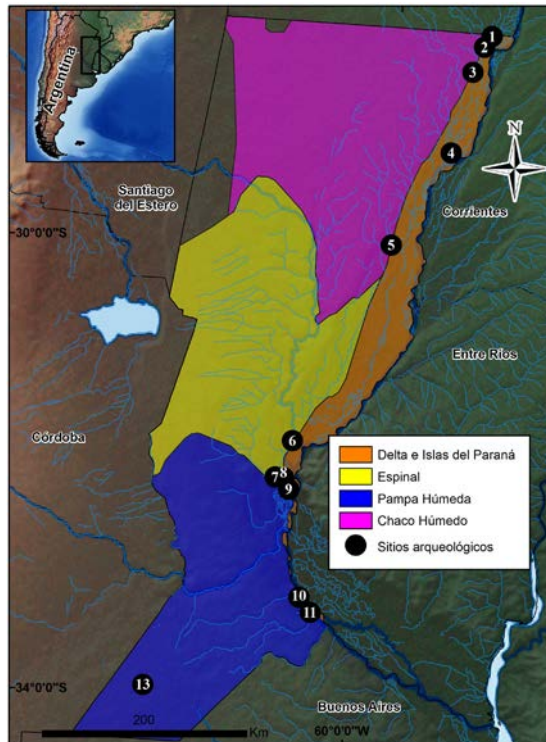 Argentina
1
2
3
N
4
Santiago
del Estero
Corrientes
30°0'0"S
5
Entre Ríos
Córdoba
6
Delta e Islas del Paraná
Espinal
Pampa Húmeda
Chaco Húmedo
Sitios arqueológicos
7
8
9
10
11
34°0'0"S
13
Buenos Aires
200
Km
60°0'0"W